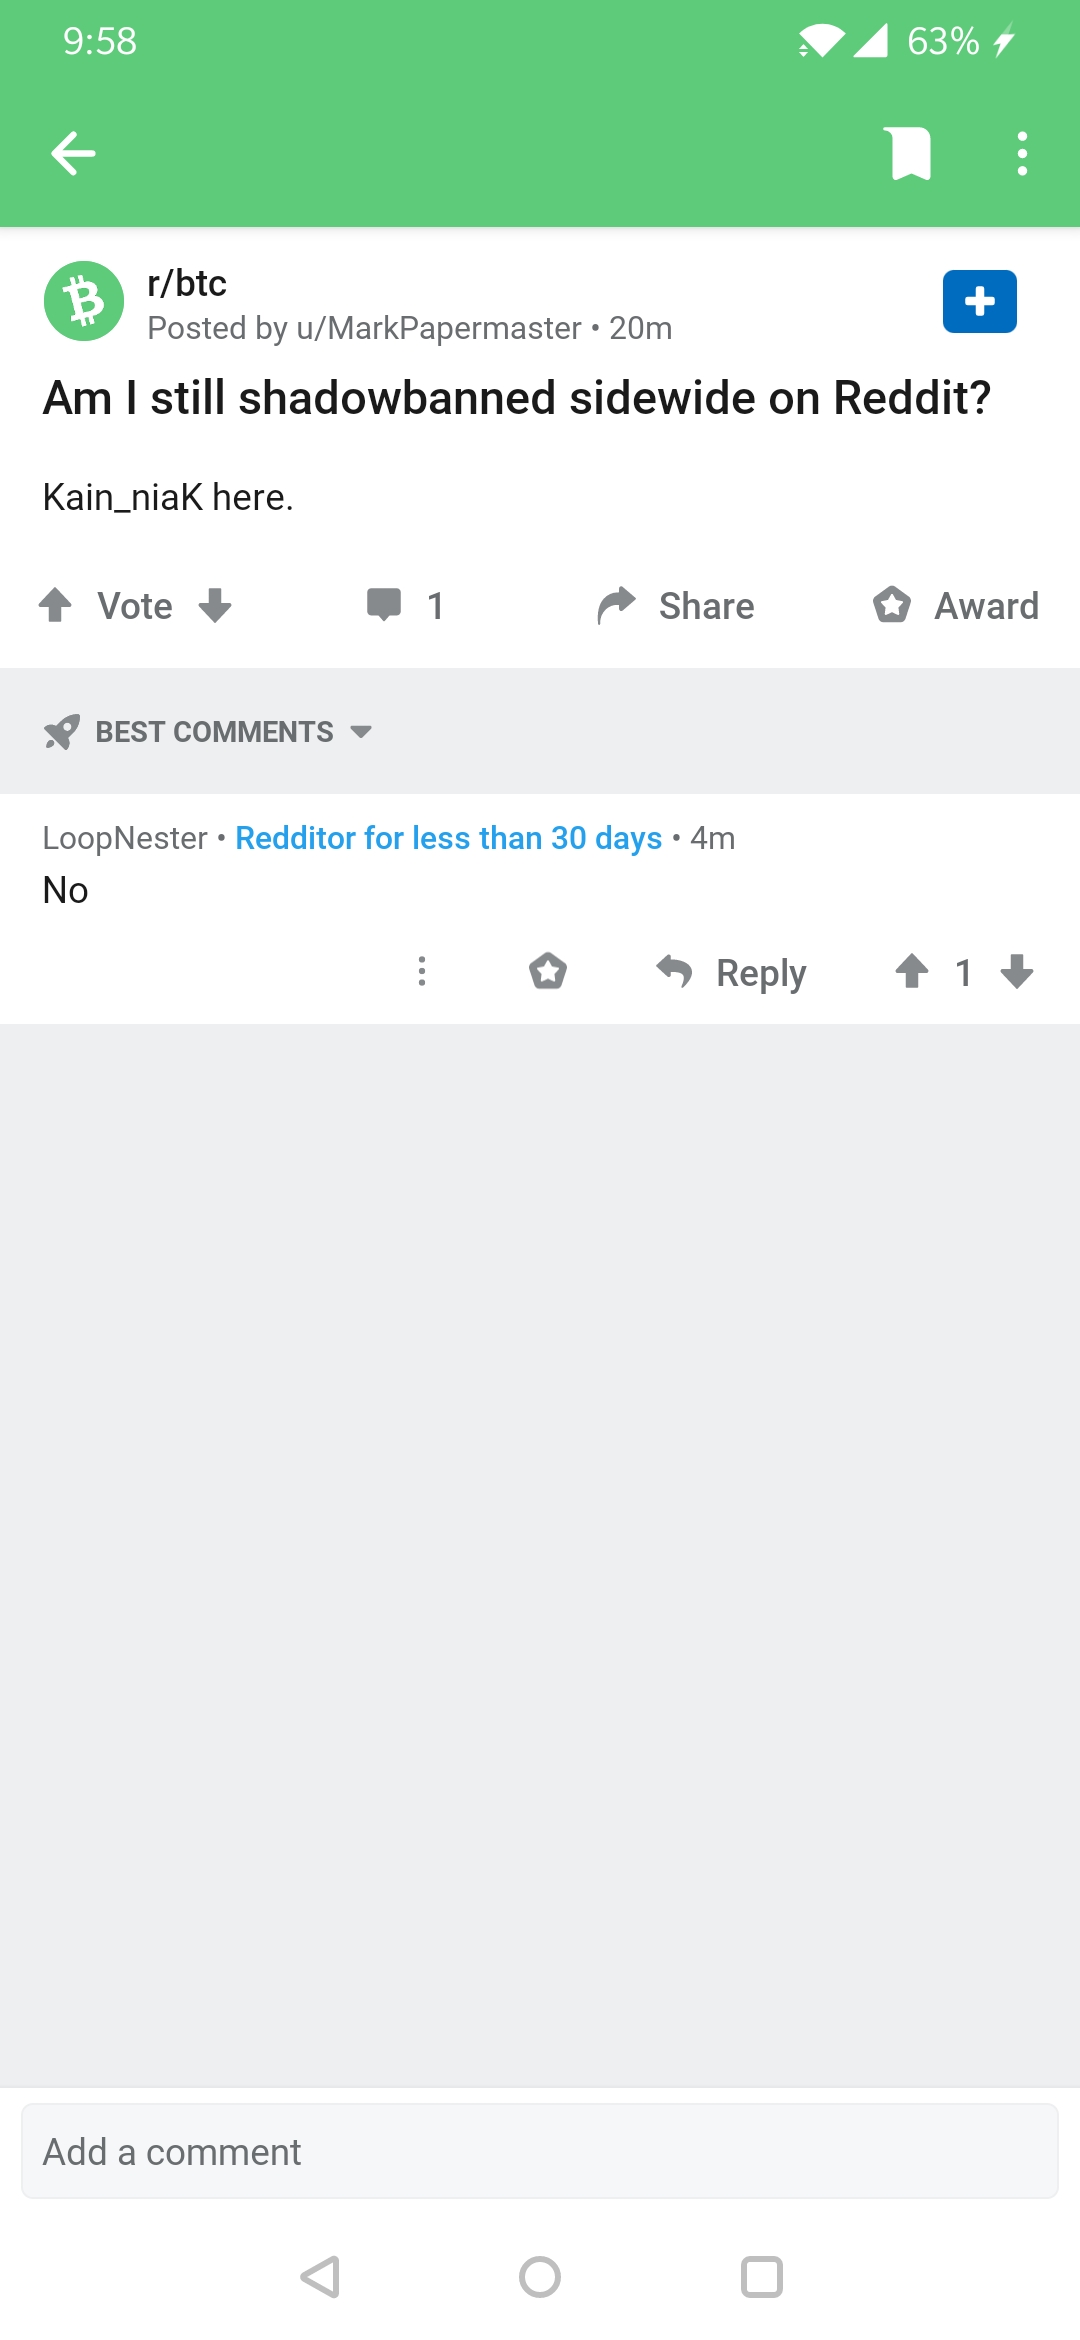 9:58
63%
r/btc
Posted by u/MarkPapermaster • 20m
Am I still shadowbanned sidewide on Reddit?
Kain_niaK here.
Vote
1
Share
Award
BEST COMMENTS
LoopNester • Redditor for less than 30 days • 4m
No
Reply
1
Add a comment